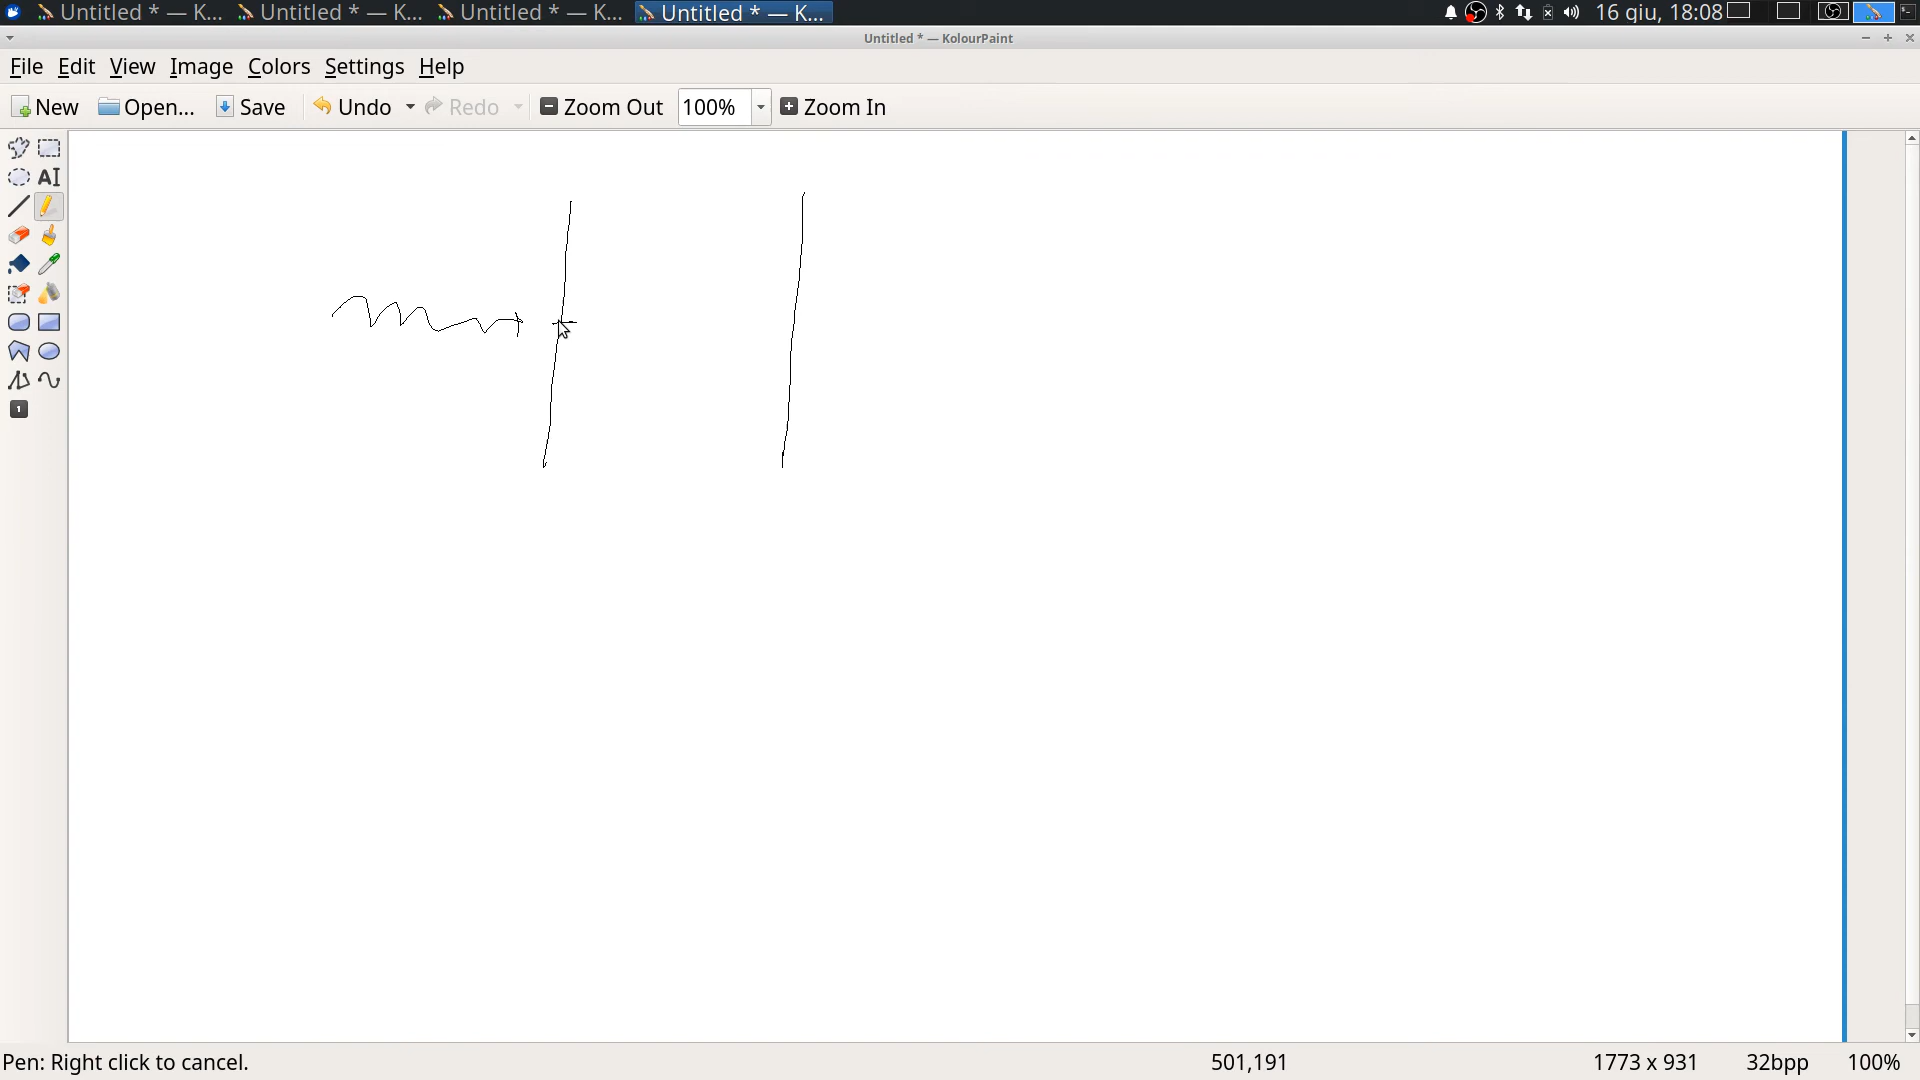 Untitled * — K... Untitled * — K... Untitled * — K... Untitled * — K... 16 giu, 18:08
Untitled * — KolourPaint
File Edit View Image Colors Settings Help
New Open... Save Undo Redo Zoom Out 100% Zoom In
AI
1
Pen: Right click to cancel. 501,191 1773 x 931 32bpp 100%